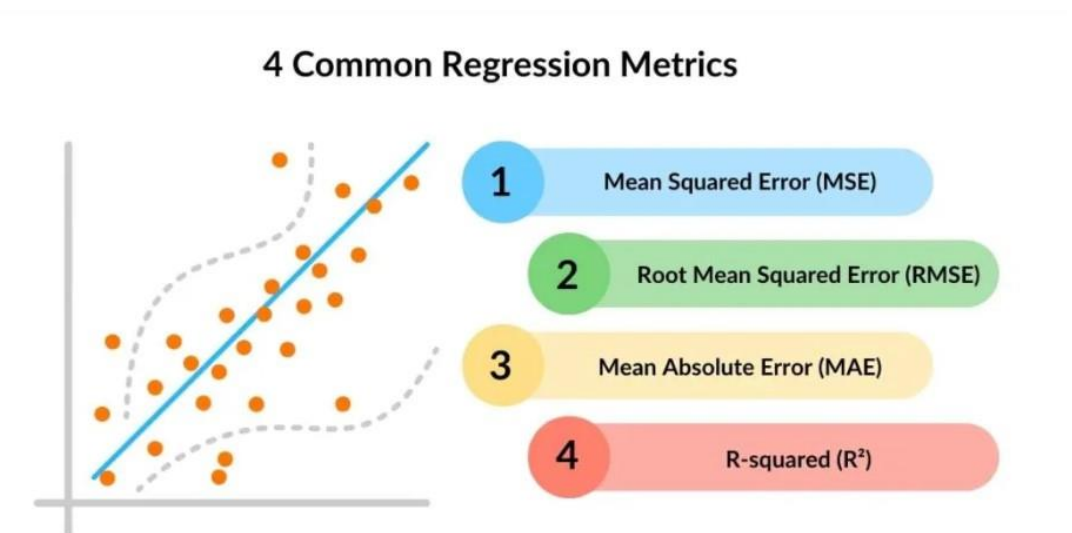 4 Common Regression Metrics
1 Mean Squared Error (MSE)
2 Root Mean Squared Error (RMSE)
3 Mean Absolute Error (MAE)
4 R-squared (R²)